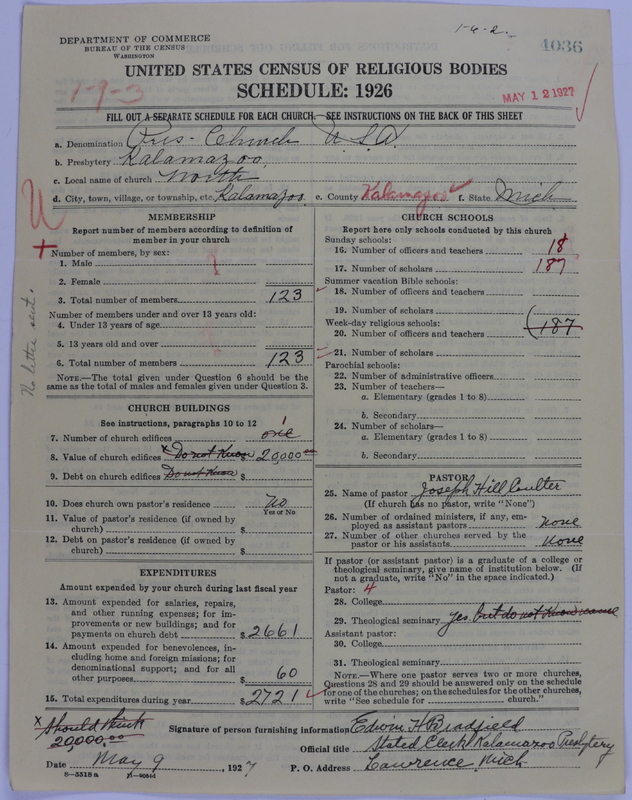 1-6-2
DEPARTMENT OF COMMERCE
BUREAU OF THE CENSUS
WASHINGTON
4036
UNITED STATES CENSUS OF RELIGIOUS BODIES
SCHEDULE: 1926
1-9-3
MAY 12 1927
FILL OUT A SEPARATE SCHEDULE FOR EACH CHURCH.—SEE INSTRUCTIONS ON THE BACK OF THIS SHEET
a. Denomination Pres- Church U S A.
b. Presbytery Kalamazoo,
c. Local name of church North
d. City, town, village, or township, etc. Kalamazoo. e. County Kalamazoo f. State Mich
No letter sent.
MEMBERSHIP
Report number of members according to definition of
member in your church
Number of members, by sex:
1. Male
2. Female
3. Total number of members 123
Number of members under and over 13 years old:
4. Under 13 years of age
5. 13 years old and over
6. Total number of members 123
NOTE.—The total given under Question 6 should be the
same as the total of males and females given under Question 3.
CHURCH BUILDINGS
See instructions, paragraphs 10 to 12
7. Number of church edifices one 1
8. Value of church edifices x Do not Know $ 20,000.00
9. Debt on church edifices Do not Know $
10. Does church own pastor's residence No
Yes or No
11. Value of pastor's residence (if owned by
church) $
12. Debt on pastor's residence (if owned by
church) $
EXPENDITURES
Amount expended by your church during last fiscal year
13. Amount expended for salaries, repairs,
and other running expenses; for im-
provements or new buildings; and for
payments on church debt $ 2661
14. Amount expended for benevolences, in-
cluding home and foreign missions; for
denominational support; and for all
other purposes $ 60
15. Total expenditures during year $ 2721
CHURCH SCHOOLS
Report here only schools conducted by this church
Sunday schools:
16. Number of officers and teachers 18
17. Number of scholars 187
Summer vacation Bible schools:
18. Number of officers and teachers
19. Number of scholars
Week-day religious schools:
20. Number of officers and teachers 187
21. Number of scholars
Parochial schools:
22. Number of administrative officers
23. Number of teachers—
a. Elementary (grades 1 to 8)
b. Secondary
24. Number of scholars—
a. Elementary (grades 1 to 8)
b. Secondary
PASTOR
25. Name of pastor Joseph Hill Coulter
(If church has no pastor, write "None")
26. Number of ordained ministers, if any, em-
ployed as assistant pastors none
27. Number of other churches served by the
pastor or his assistants none
If pastor (or assistant pastor) is a graduate of a college or
theological seminary, give name of institution below. (If
not a graduate, write "No" in the space indicated.)
Pastor: 4
28. College
29. Theological seminary yes but do not Know name
Assistant pastor:
30. College
31. Theological seminary
NOTE.—Where one pastor serves two or more churches,
Questions 28 and 29 should be answered only on the schedule
for one of the churches; on the schedules for the other churches,
write "See schedule for church."
x Should think
20000.00
Signature of person furnishing information Edwin H Bradfield
Official title Stated Clerk Kalamazoo Presbytery
Date May 9, 1927 P. O. Address Lawrence Mich
8-5318a